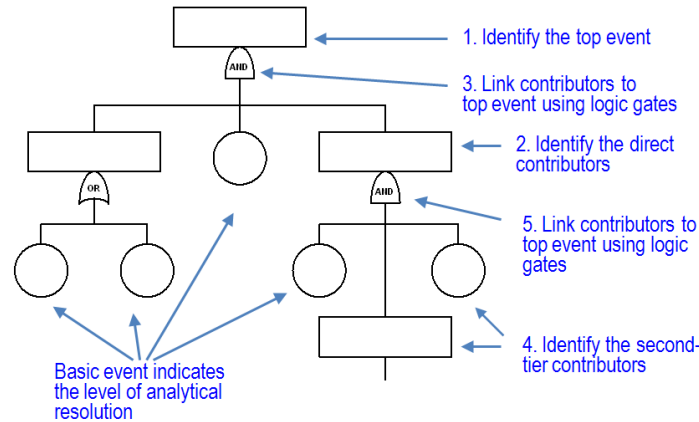 1. Identify the top event
AND
3. Link contributors to
top event using logic gates
2. Identify the direct
contributors
OR
AND
5. Link contributors to
top event using logic
gates
4. Identify the second-
tier contributors
Basic event indicates
the level of analytical
resolution